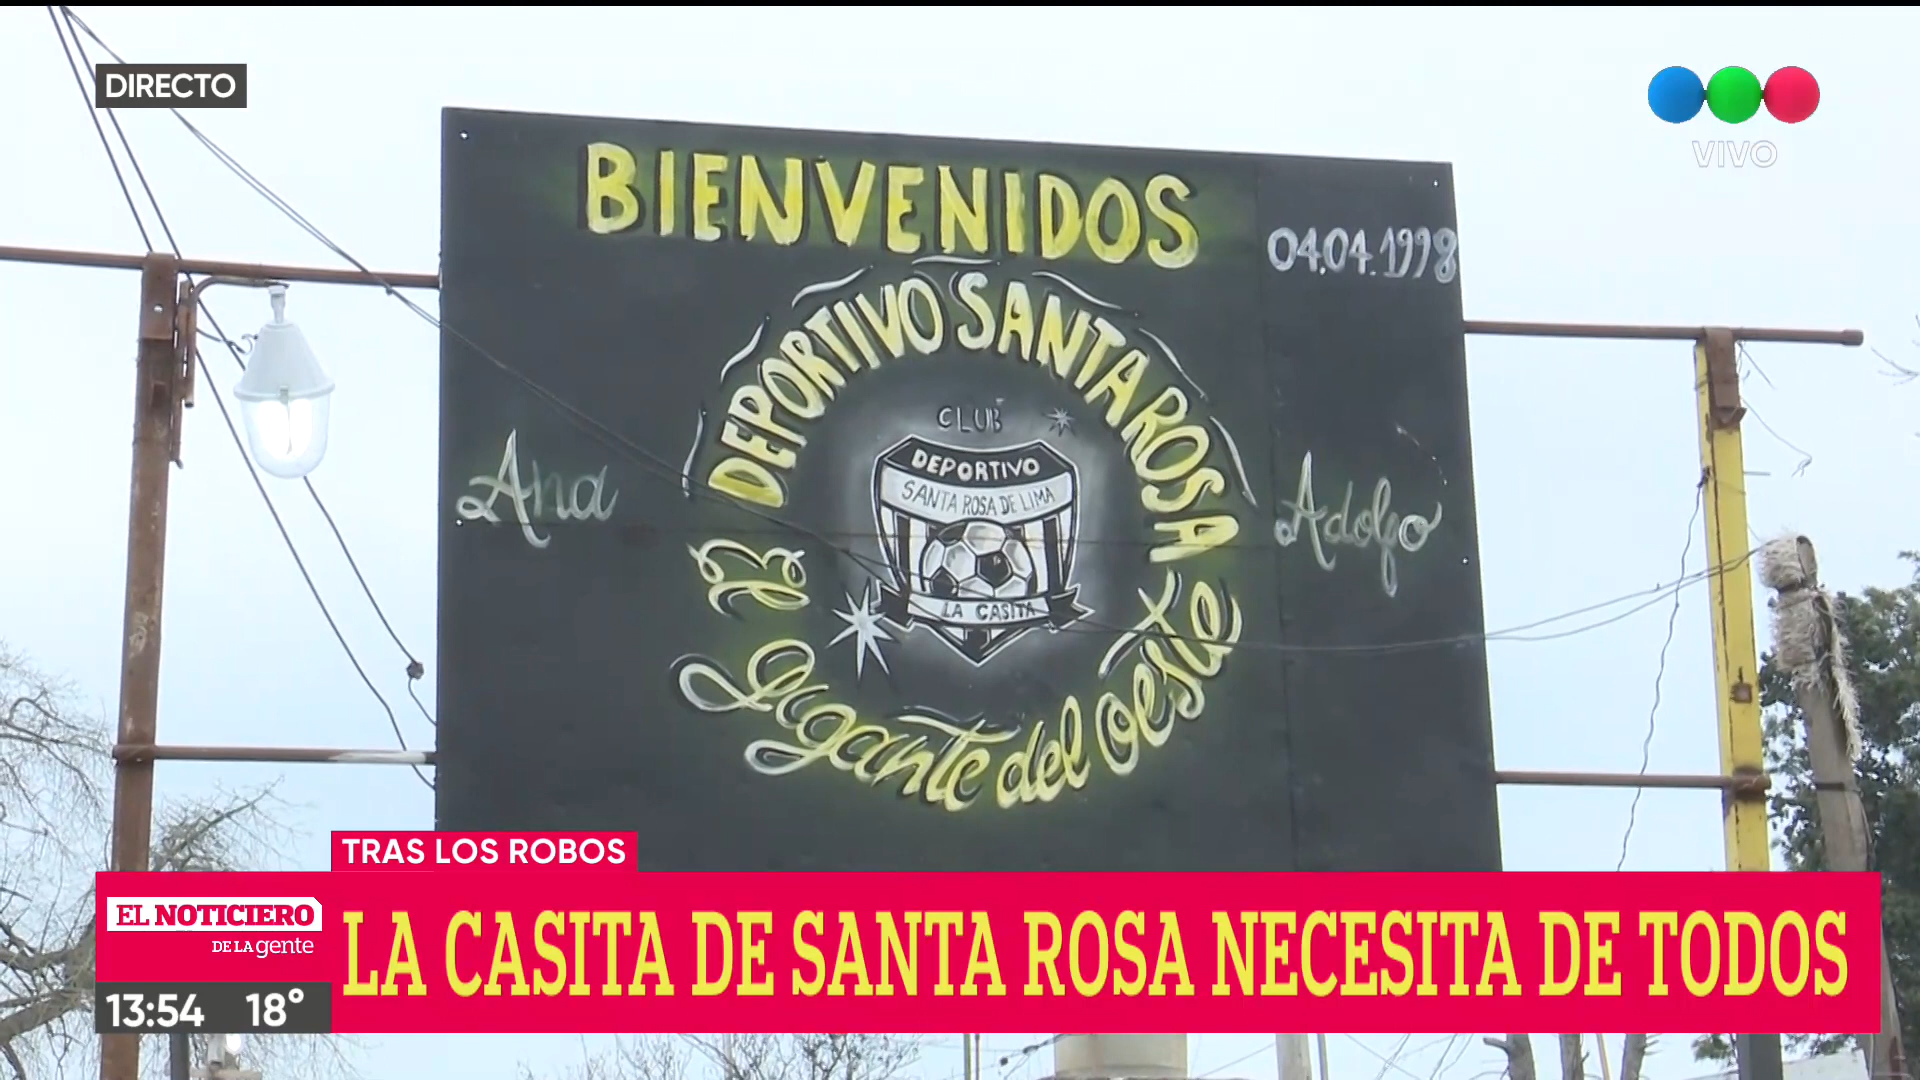 DIRECTO
VIVO
BIENVENIDOS
04.04.1998
DEPORTIVO SANTA ROSA
CLUB
DEPORTIVO
SANTA ROSA DE LIMA
LA CASITA
Ana
Adolfo
El Gigante del Oeste
TRAS LOS ROBOS
EL NOTICIERO
DE LA gente
LA CASITA DE SANTA ROSA NECESITA DE TODOS
13:54 18°